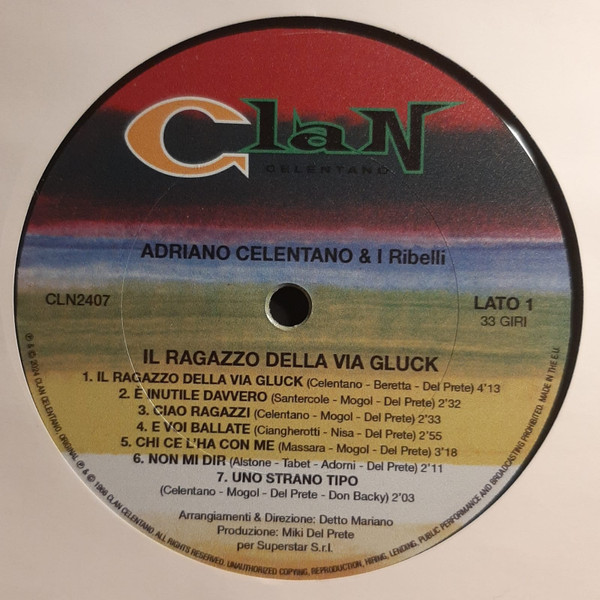 Clan
CELENTANO
ADRIANO CELENTANO & I Ribelli
CLN2407
LATO 1
33 GIRI
IL RAGAZZO DELLA VIA GLUCK
1. IL RAGAZZO DELLA VIA GLUCK (Celentano - Beretta - Del Prete) 4'13
2. È INUTILE DAVVERO (Santercole - Mogol - Del Prete) 2'32
3. CIAO RAGAZZI (Celentano - Mogol - Del Prete) 2'33
4. E VOI BALLATE (Ciangherotti - Nisa - Del Prete) 2'55
5. CHI CE L'HA CON ME (Massara - Mogol - Del Prete) 3'18
6. NON MI DIR (Alstone - Tabet - Adorni - Del Prete) 2'11
7. UNO STRANO TIPO
(Celentano - Mogol - Del Prete - Don Backy) 2'03
Arrangiamenti & Direzione: Detto Mariano
Produzione: Miki Del Prete
per Superstar S.r.l.
℗ & © 2024 CLAN CELENTANO, ORIGINAL ℗ & © 1966 CLAN CELENTANO. ALL RIGHTS RESERVED. UNAUTHORIZED COPYING, REPRODUCTION, HIRING, LENDING, PUBLIC PERFORMANCE AND BROADCASTING PROHIBITED. MADE IN THE E.U.